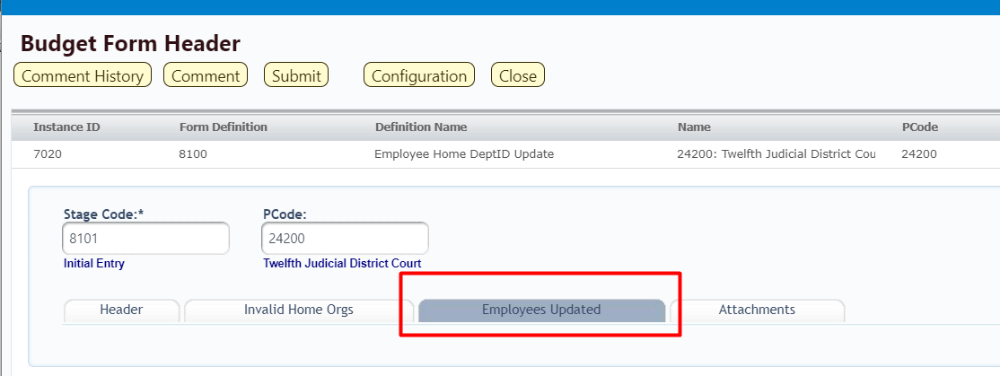 Budget Form Header
Comment History Comment Submit Configuration Close
Instance ID Form Definition Definition Name Name PCode
7020 8100 Employee Home DeptID Update 24200: Twelfth Judicial District Cou 24200
Stage Code:* PCode:
8101 24200
Initial Entry Twelfth Judicial District Court
Header Invalid Home Orgs Employees Updated Attachments